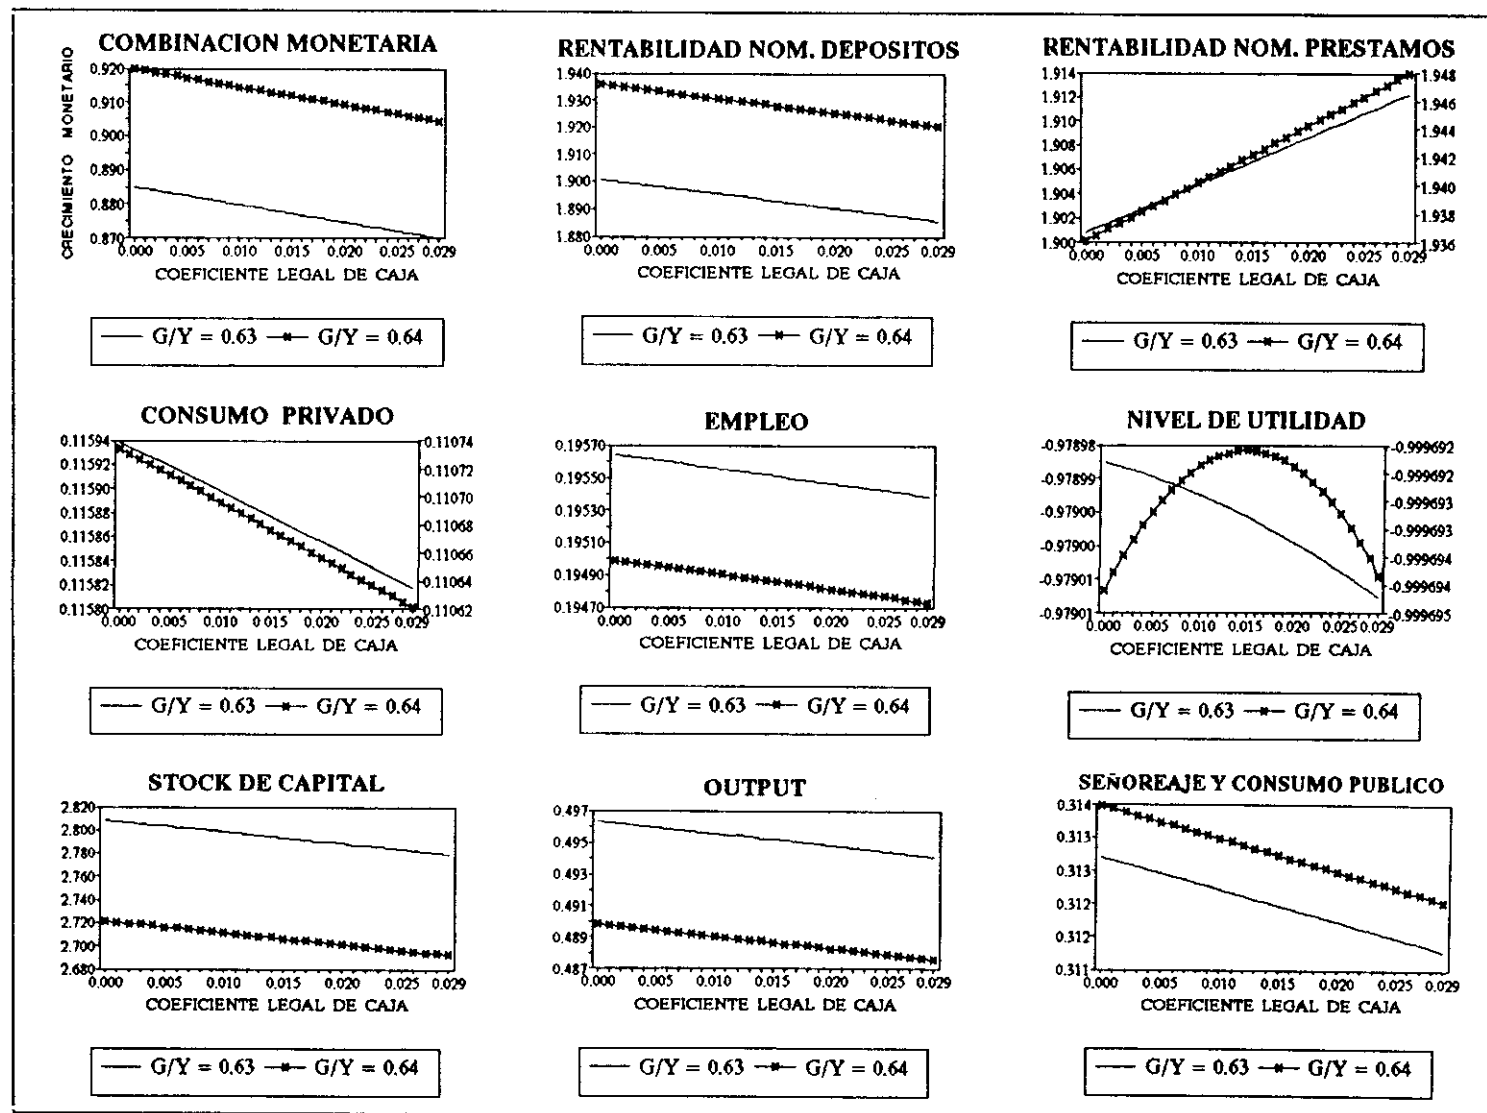 COMBINACION MONETARIA
CRECIMIENTO MONETARIO
0.920
0.910
0.900
0.890
0.880
0.870
0.000 0.005 0.010 0.015 0.020 0.025 0.029
COEFICIENTE LEGAL DE CAJA
G/Y = 0.63 G/Y = 0.64
RENTABILIDAD NOM. DEPOSITOS
1.940
1.930
1.920
1.910
1.900
1.890
1.880
0.000 0.005 0.010 0.015 0.020 0.025 0.029
COEFICIENTE LEGAL DE CAJA
G/Y = 0.63 G/Y = 0.64
RENTABILIDAD NOM. PRESTAMOS
1.914
1.912
1.910
1.908
1.906
1.904
1.902
1.900
1.948
1.946
1.944
1.942
1.940
1.938
1.936
0.000 0.005 0.010 0.015 0.020 0.025 0.029
COEFICIENTE LEGAL DE CAJA
G/Y = 0.63 G/Y = 0.64
CONSUMO PRIVADO
0.11594
0.11592
0.11590
0.11588
0.11586
0.11584
0.11582
0.11580
0.11074
0.11072
0.11070
0.11068
0.11066
0.11064
0.11062
0.000 0.005 0.010 0.015 0.020 0.025 0.029
COEFICIENTE LEGAL DE CAJA
G/Y = 0.63 G/Y = 0.64
EMPLEO
0.19570
0.19550
0.19530
0.19510
0.19490
0.19470
0.000 0.005 0.010 0.015 0.020 0.025 0.029
COEFICIENTE LEGAL DE CAJA
G/Y = 0.63 G/Y = 0.64
NIVEL DE UTILIDAD
-0.97898
-0.97899
-0.97900
-0.97900
-0.97901
-0.97901
-0.999692
-0.999692
-0.999693
-0.999693
-0.999694
-0.999694
-0.999695
0.000 0.005 0.010 0.015 0.020 0.025 0.029
COEFICIENTE LEGAL DE CAJA
G/Y = 0.63 G/Y = 0.64
STOCK DE CAPITAL
2.820
2.800
2.780
2.760
2.740
2.720
2.700
2.680
0.000 0.005 0.010 0.015 0.020 0.025 0.029
COEFICIENTE LEGAL DE CAJA
G/Y = 0.63 G/Y = 0.64
OUTPUT
0.497
0.495
0.493
0.491
0.489
0.487
0.000 0.005 0.010 0.015 0.020 0.025 0.029
COEFICIENTE LEGAL DE CAJA
G/Y = 0.63 G/Y = 0.64
SEÑOREAJE Y CONSUMO PUBLICO
0.314
0.313
0.313
0.312
0.312
0.311
0.000 0.005 0.010 0.015 0.020 0.025 0.029
COEFICIENTE LEGAL DE CAJA
G/Y = 0.63 G/Y = 0.64